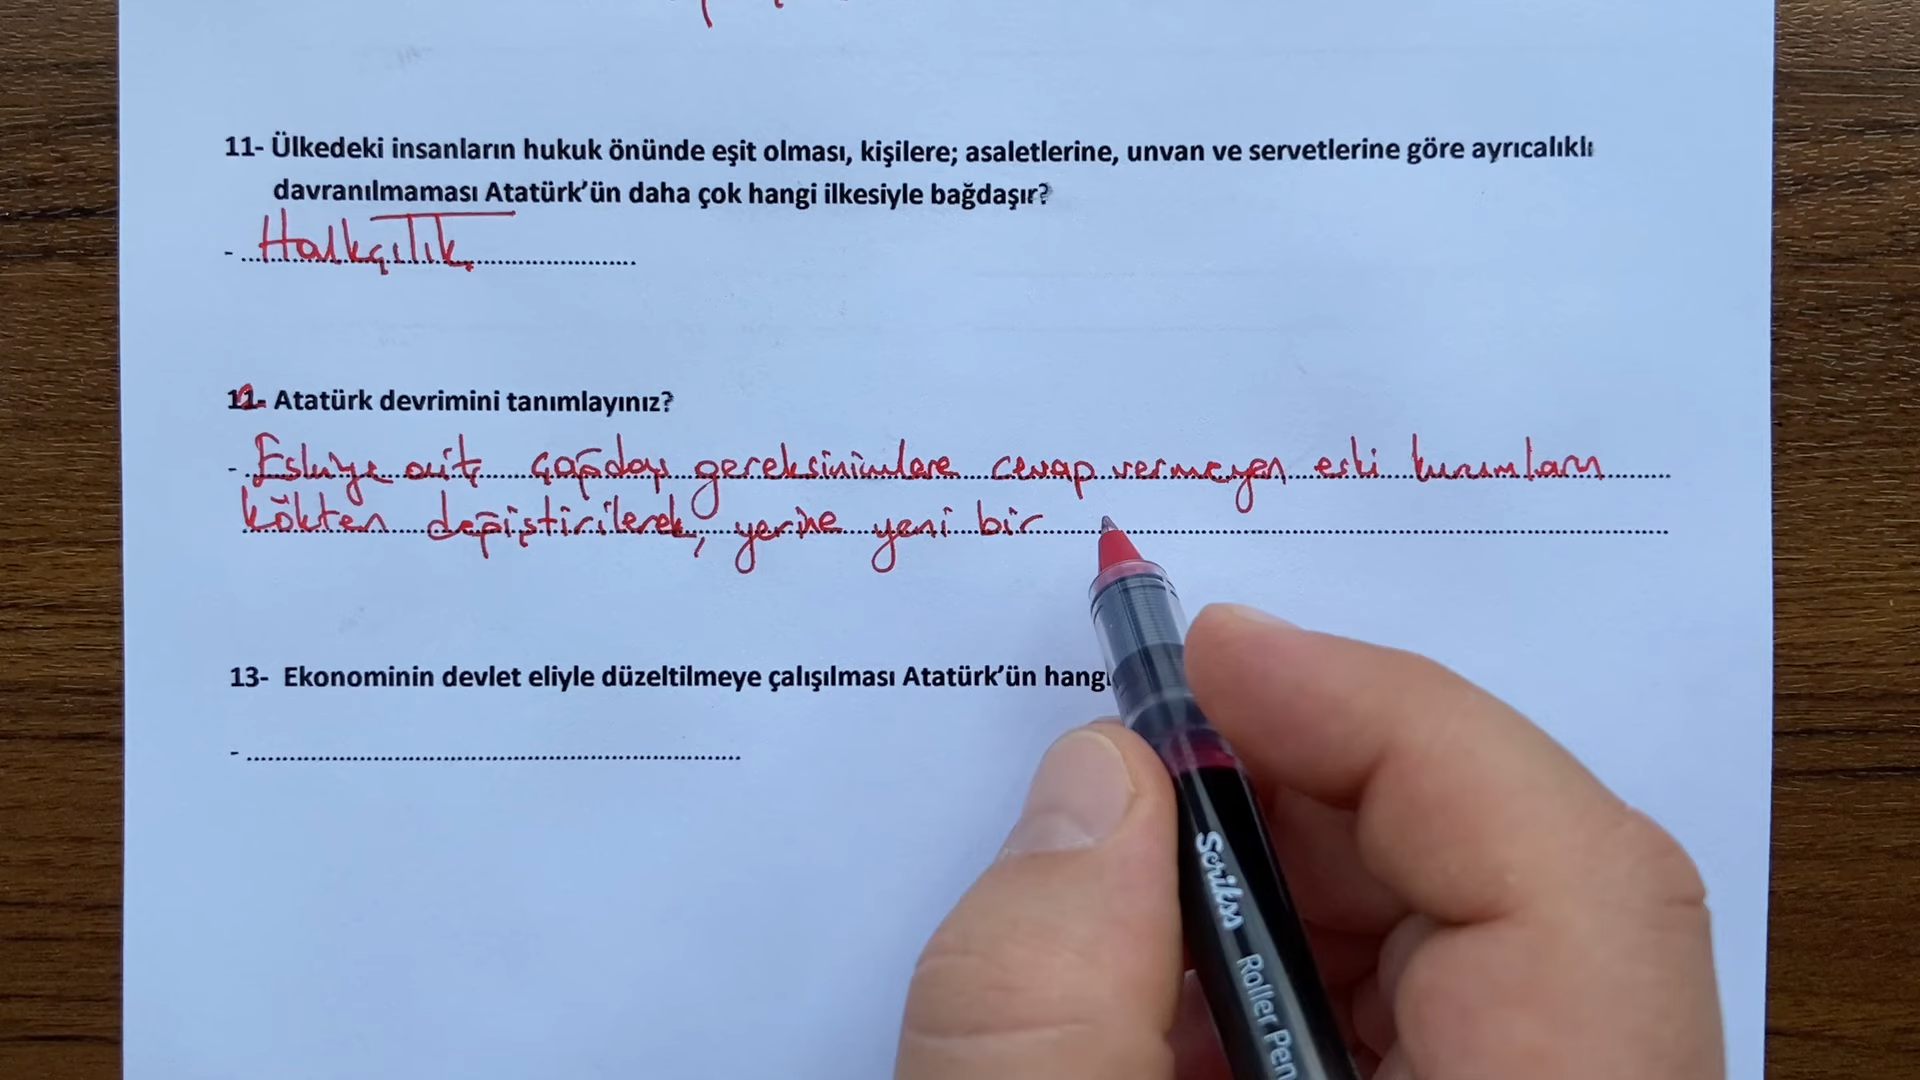 11- Ülkedeki insanların hukuk önünde eşit olması, kişilere; asaletlerine, unvan ve servetlerine göre ayrıcalıklı
davranılmaması Atatürk'ün daha çok hangi ilkesiyle bağdaşır?
- Halkçılık
12- Atatürk devrimini tanımlayınız?
- Eskiye ait, çağdaş gereksinimlere cevap vermeyen eski kurumların
kökten değiştirilerek, yerine yeni bir
13- Ekonominin devlet eliyle düzeltilmeye çalışılması Atatürk'ün hangi
-
Scrikss Roller Pen